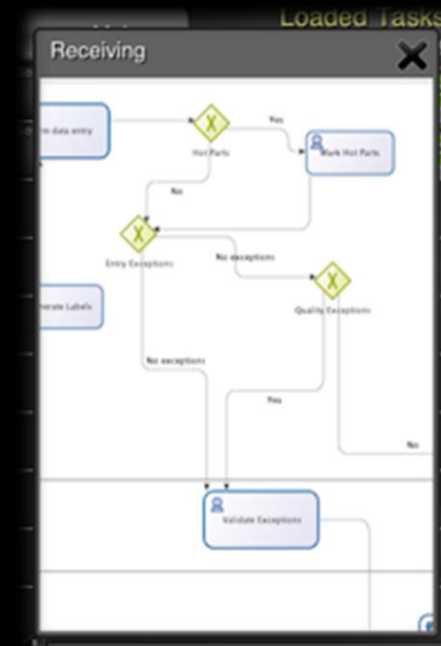 Loaded Tasks
Receiving
data entry
Yes
Hot Parts
Mark Hot Parts
No
Entry Exceptions
No exceptions
Quality Exceptions
Labels
No exceptions
Yes
No
Validate Exceptions